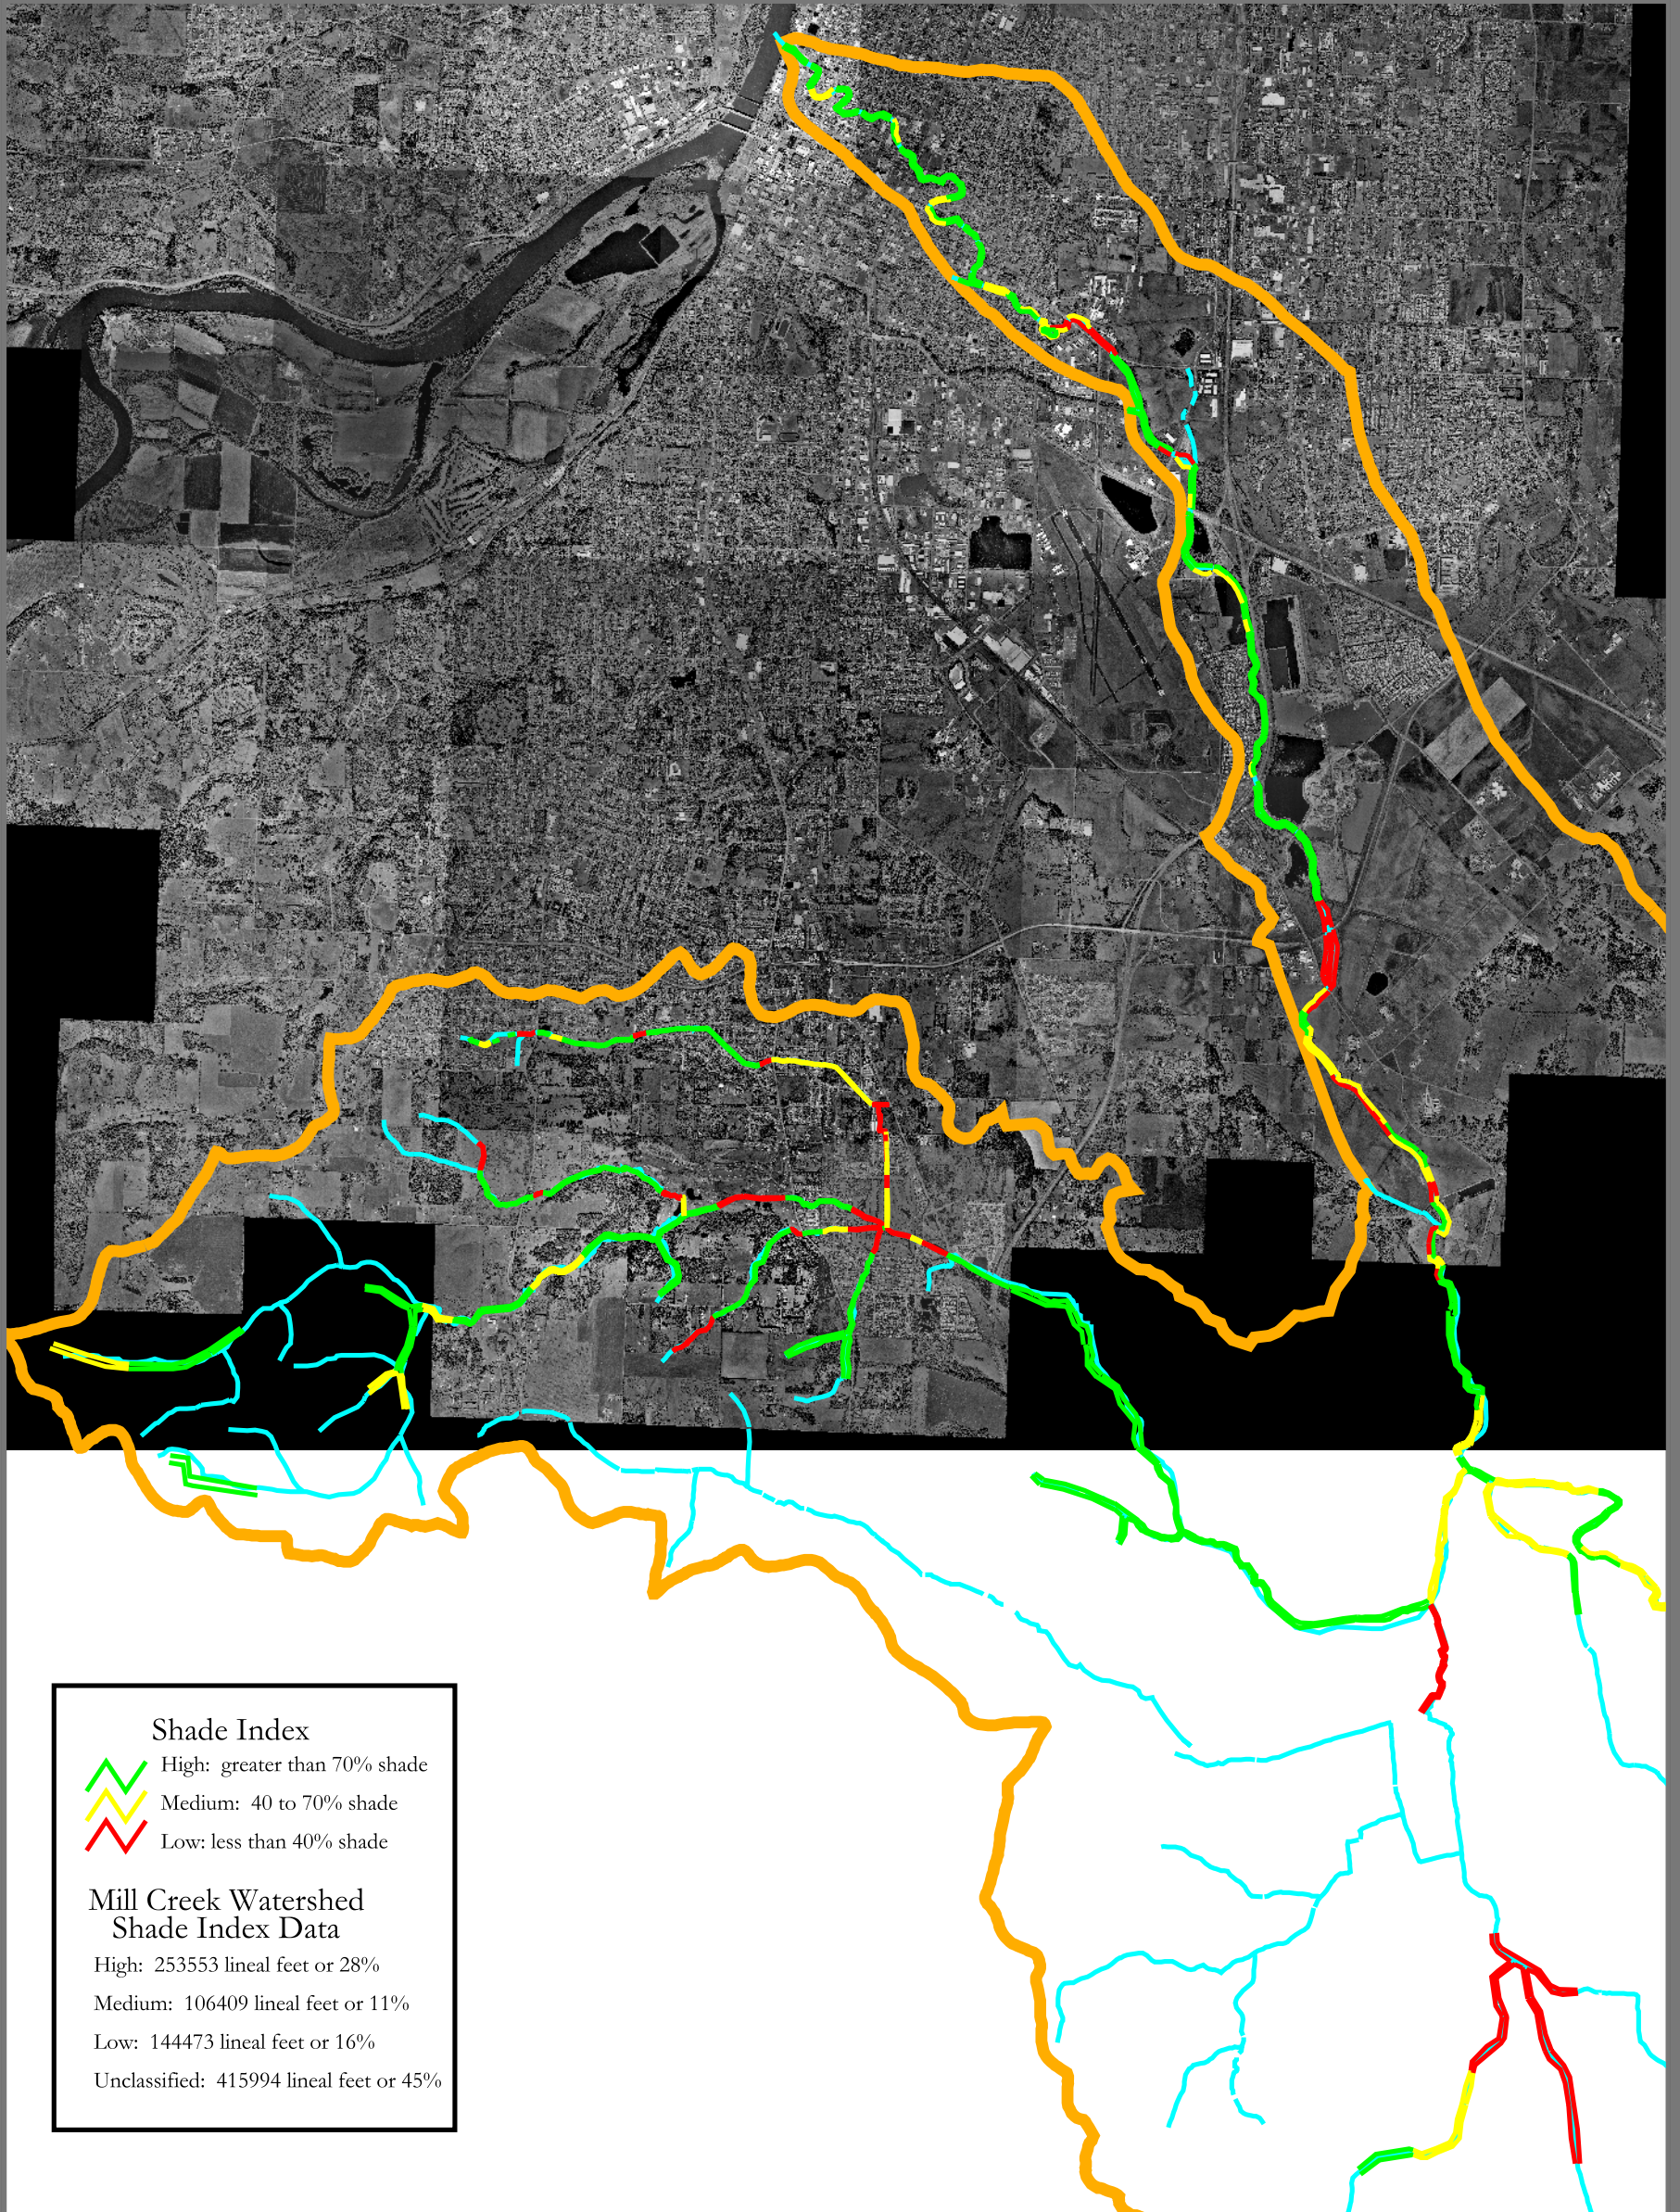 Shade Index
High: greater than 70% shade
Medium: 40 to 70% shade
Low: less than 40% shade
Mill Creek Watershed
Shade Index Data
High: 253553 lineal feet or 28%
Medium: 106409 lineal feet or 11%
Low: 144473 lineal feet or 16%
Unclassified: 415994 lineal feet or 45%